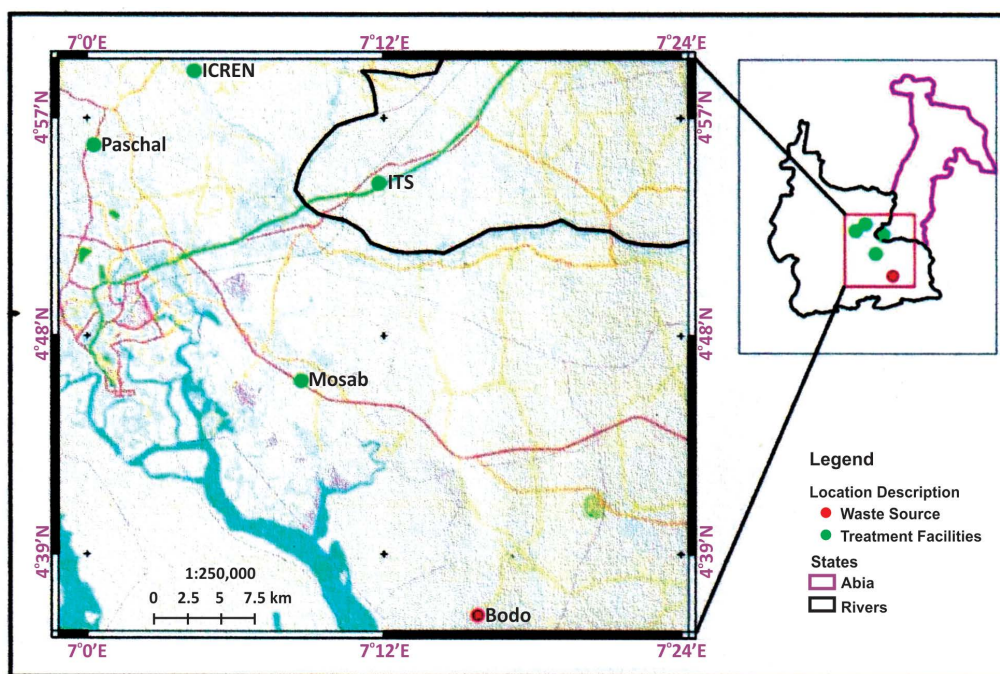 7°0'E 7°12'E 7°24'E
ICREN
4°57'N 4°57'N
Paschal
ITS
4°48'N 4°48'N
Mosab
4°39'N 4°39'N
1:250,000
0 2.5 5 7.5 km
Bodo
7°0'E 7°12'E 7°24'E
Legend
Location Description
Waste Source
Treatment Facilities
States
Abia
Rivers